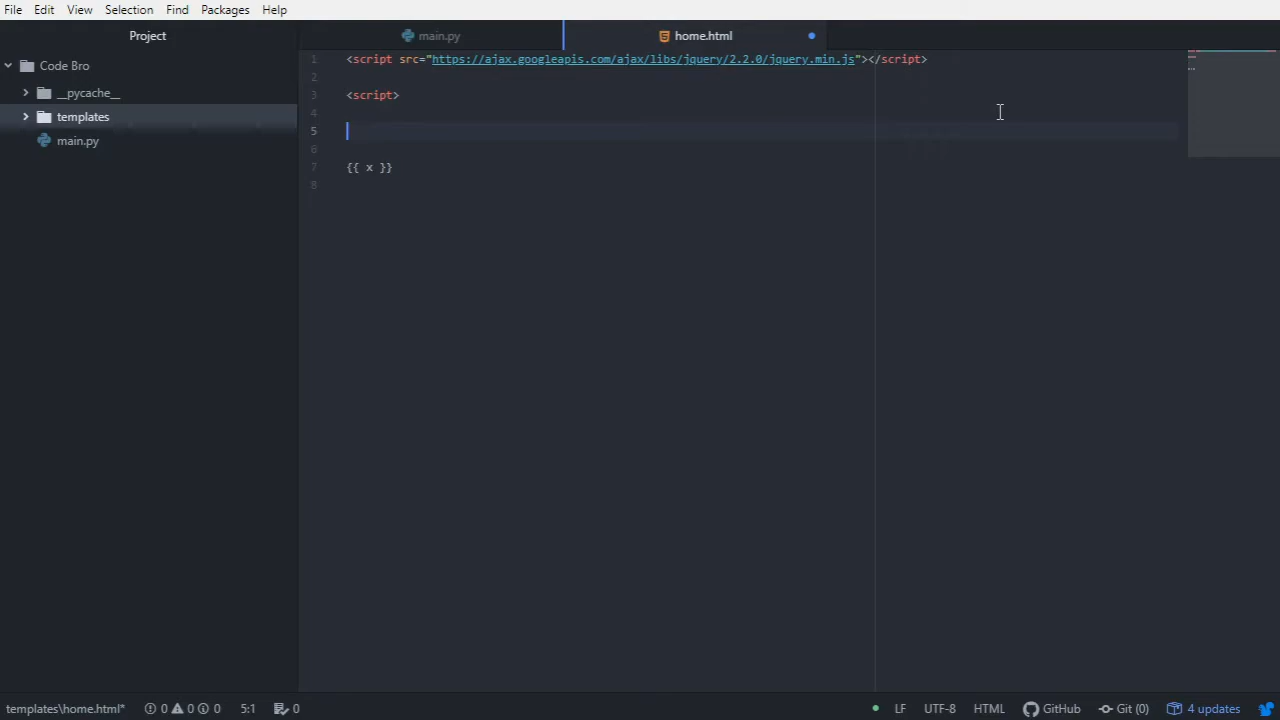 File Edit View Selection Find Packages Help
Project
main.py
home.html
Code Bro
__pycache__
templates
main.py
1 <script src="https://ajax.googleapis.com/ajax/libs/jquery/2.2.0/jquery.min.js"></script>
2
3 <script>
4
5
6
7 {{ x }}
8
templates\home.html* 0 0 0 5:1 0 LF UTF-8 HTML GitHub Git (0) 4 updates